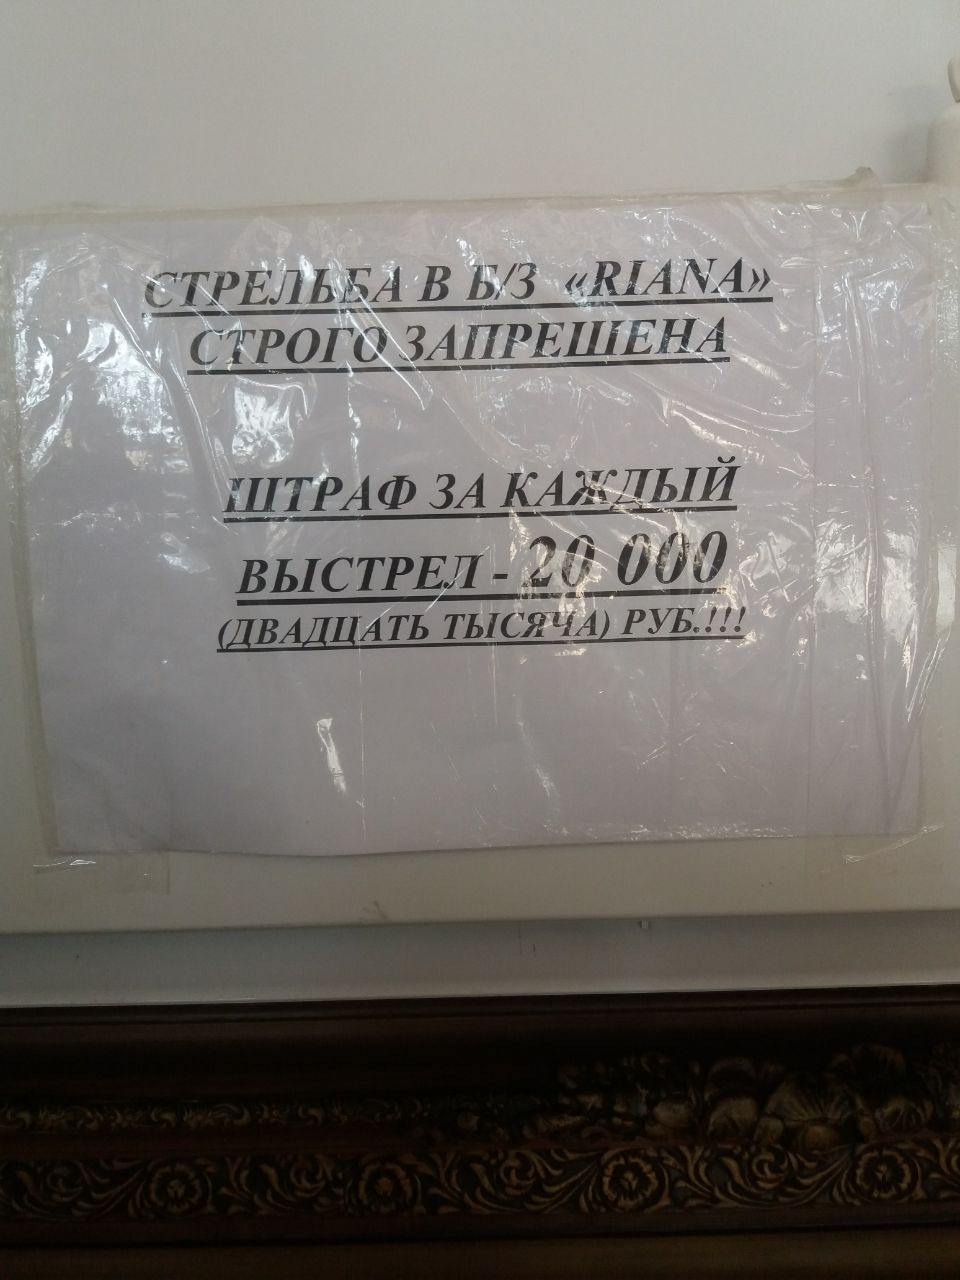 СТРЕЛЬБА В Б/З «RIANA»
СТРОГО ЗАПРЕЩЕНА
ШТРАФ ЗА КАЖДЫЙ
ВЫСТРЕЛ - 20 000
(ДВАДЦАТЬ ТЫСЯЧА) РУБ.!!!